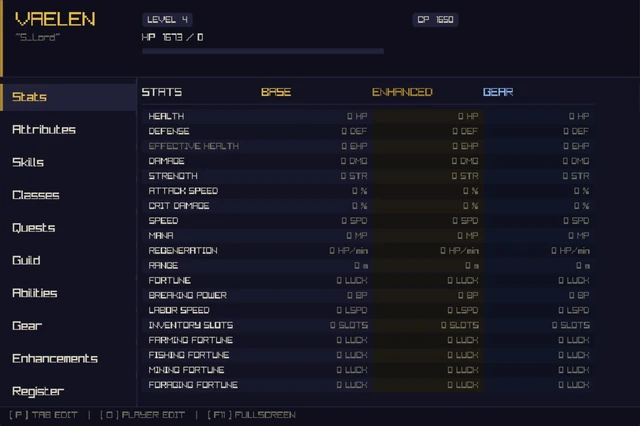 VAELEN LEVEL 4 CP 1650
"S_Lord" HP 1673 / 0
STATS BASE ENHANCED GEAR
Stats
HEALTH 0 HP 0 HP 0 HP
DEFENSE 0 DEF 0 DEF 0 DEF
Attributes
EFFECTIVE HEALTH 0 EHP 0 EHP 0 EHP
DAMAGE 0 DMG 0 DMG 0 DMG
Skills
STRENGTH 0 STR 0 STR 0 STR
ATTACK SPEED 0 % 0 % 0 %
Classes
CRIT DAMAGE 0 % 0 % 0 %
SPEED 0 SPD 0 SPD 0 SPD
Quests
MANA 0 MP 0 MP 0 MP
REGENERATION 0 HP/min 0 HP/min 0 HP/min
Guild
RANGE 0 m 0 m 0 m
FORTUNE 0 LUCK 0 LUCK 0 LUCK
Abilities
BREAKING POWER 0 BP 0 BP 0 BP
LABOR SPEED 0 LSPD 0 LSPD 0 LSPD
Gear
INVENTORY SLOTS 0 SLOTS 0 SLOTS 0 SLOTS
FARMING FORTUNE 0 LUCK 0 LUCK 0 LUCK
Enhancements
FISHING FORTUNE 0 LUCK 0 LUCK 0 LUCK
MINING FORTUNE 0 LUCK 0 LUCK 0 LUCK
Register
FORAGING FORTUNE 0 LUCK 0 LUCK 0 LUCK
[ P ] TAB EDIT | [ O ] PLAYER EDIT | [ F11 ] FULLSCREEN